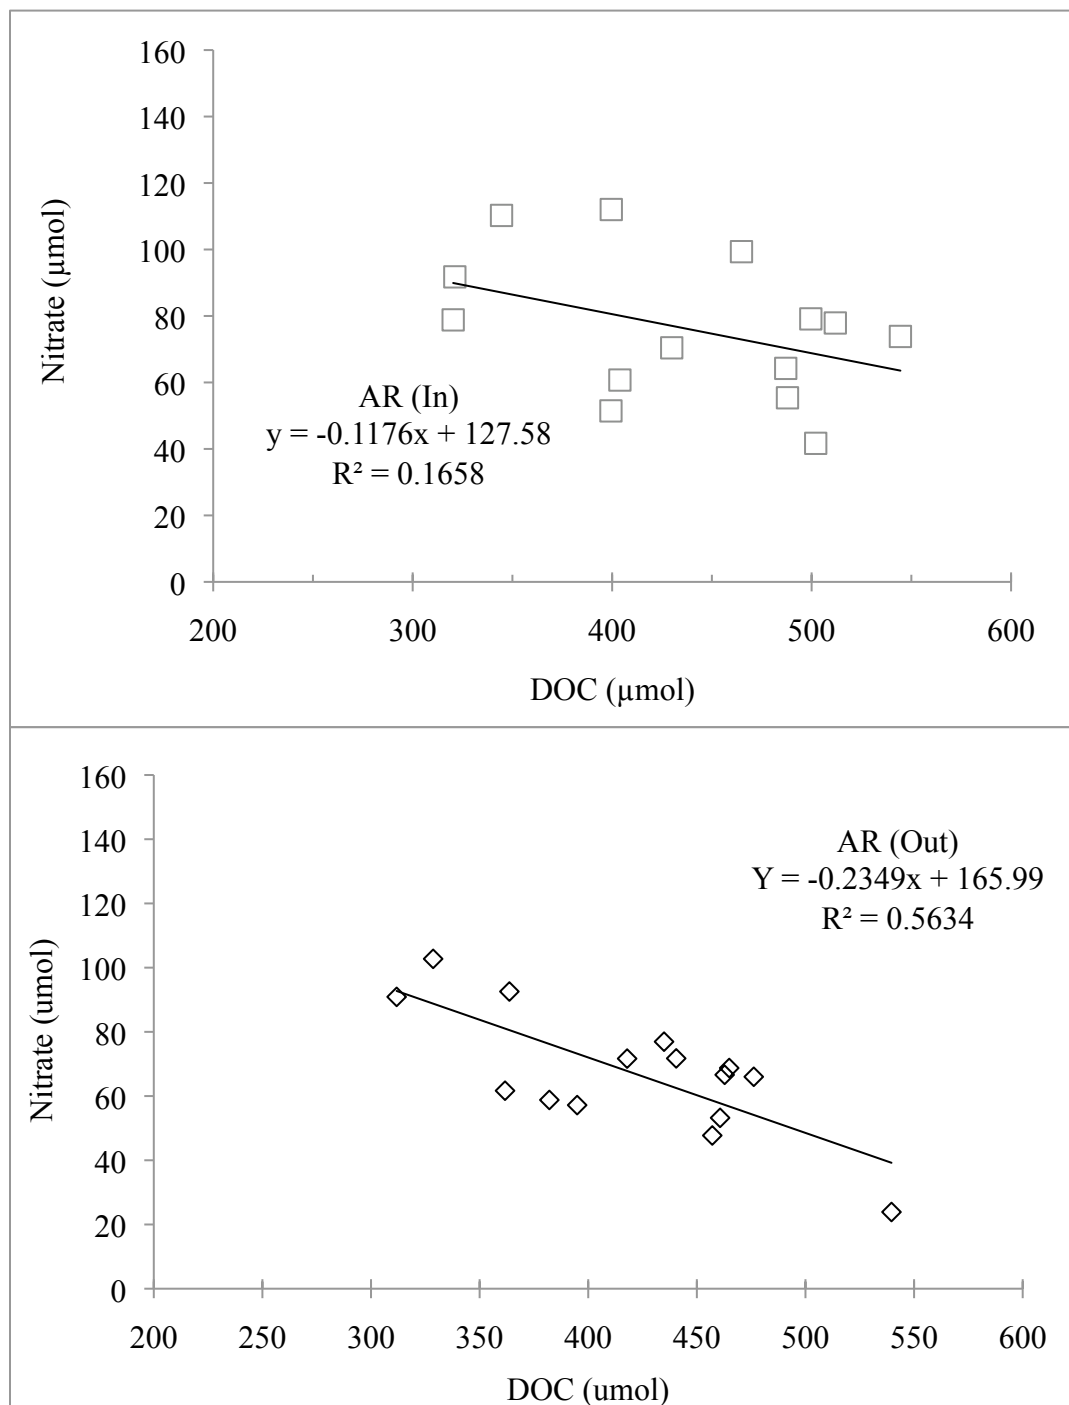 160
140
120
100
80
60
40
20
0
Nitrate (µmol)
AR (In)
y = -0.1176x + 127.58
R² = 0.1658
200 300 400 500 600
DOC (µmol)
160
140
120
100
80
60
40
20
0
Nitrate (umol)
AR (Out)
Y = -0.2349x + 165.99
R² = 0.5634
200 250 300 350 400 450 500 550 600
DOC (umol)